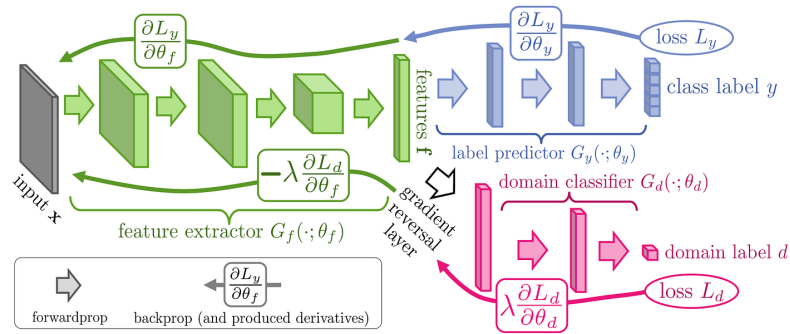 ∂L_y/∂θ_f
∂L_y/∂θ_y
loss L_y
features f
class label y
label predictor G_y(·;θ_y)
input x
−λ ∂L_d/∂θ_f
domain classifier G_d(·;θ_d)
feature extractor G_f(·;θ_f)
gradient
reversal
layer
domain label d
∂L_y/∂θ_f
forwardprop
backprop (and produced derivatives)
λ ∂L_d/∂θ_d
loss L_d